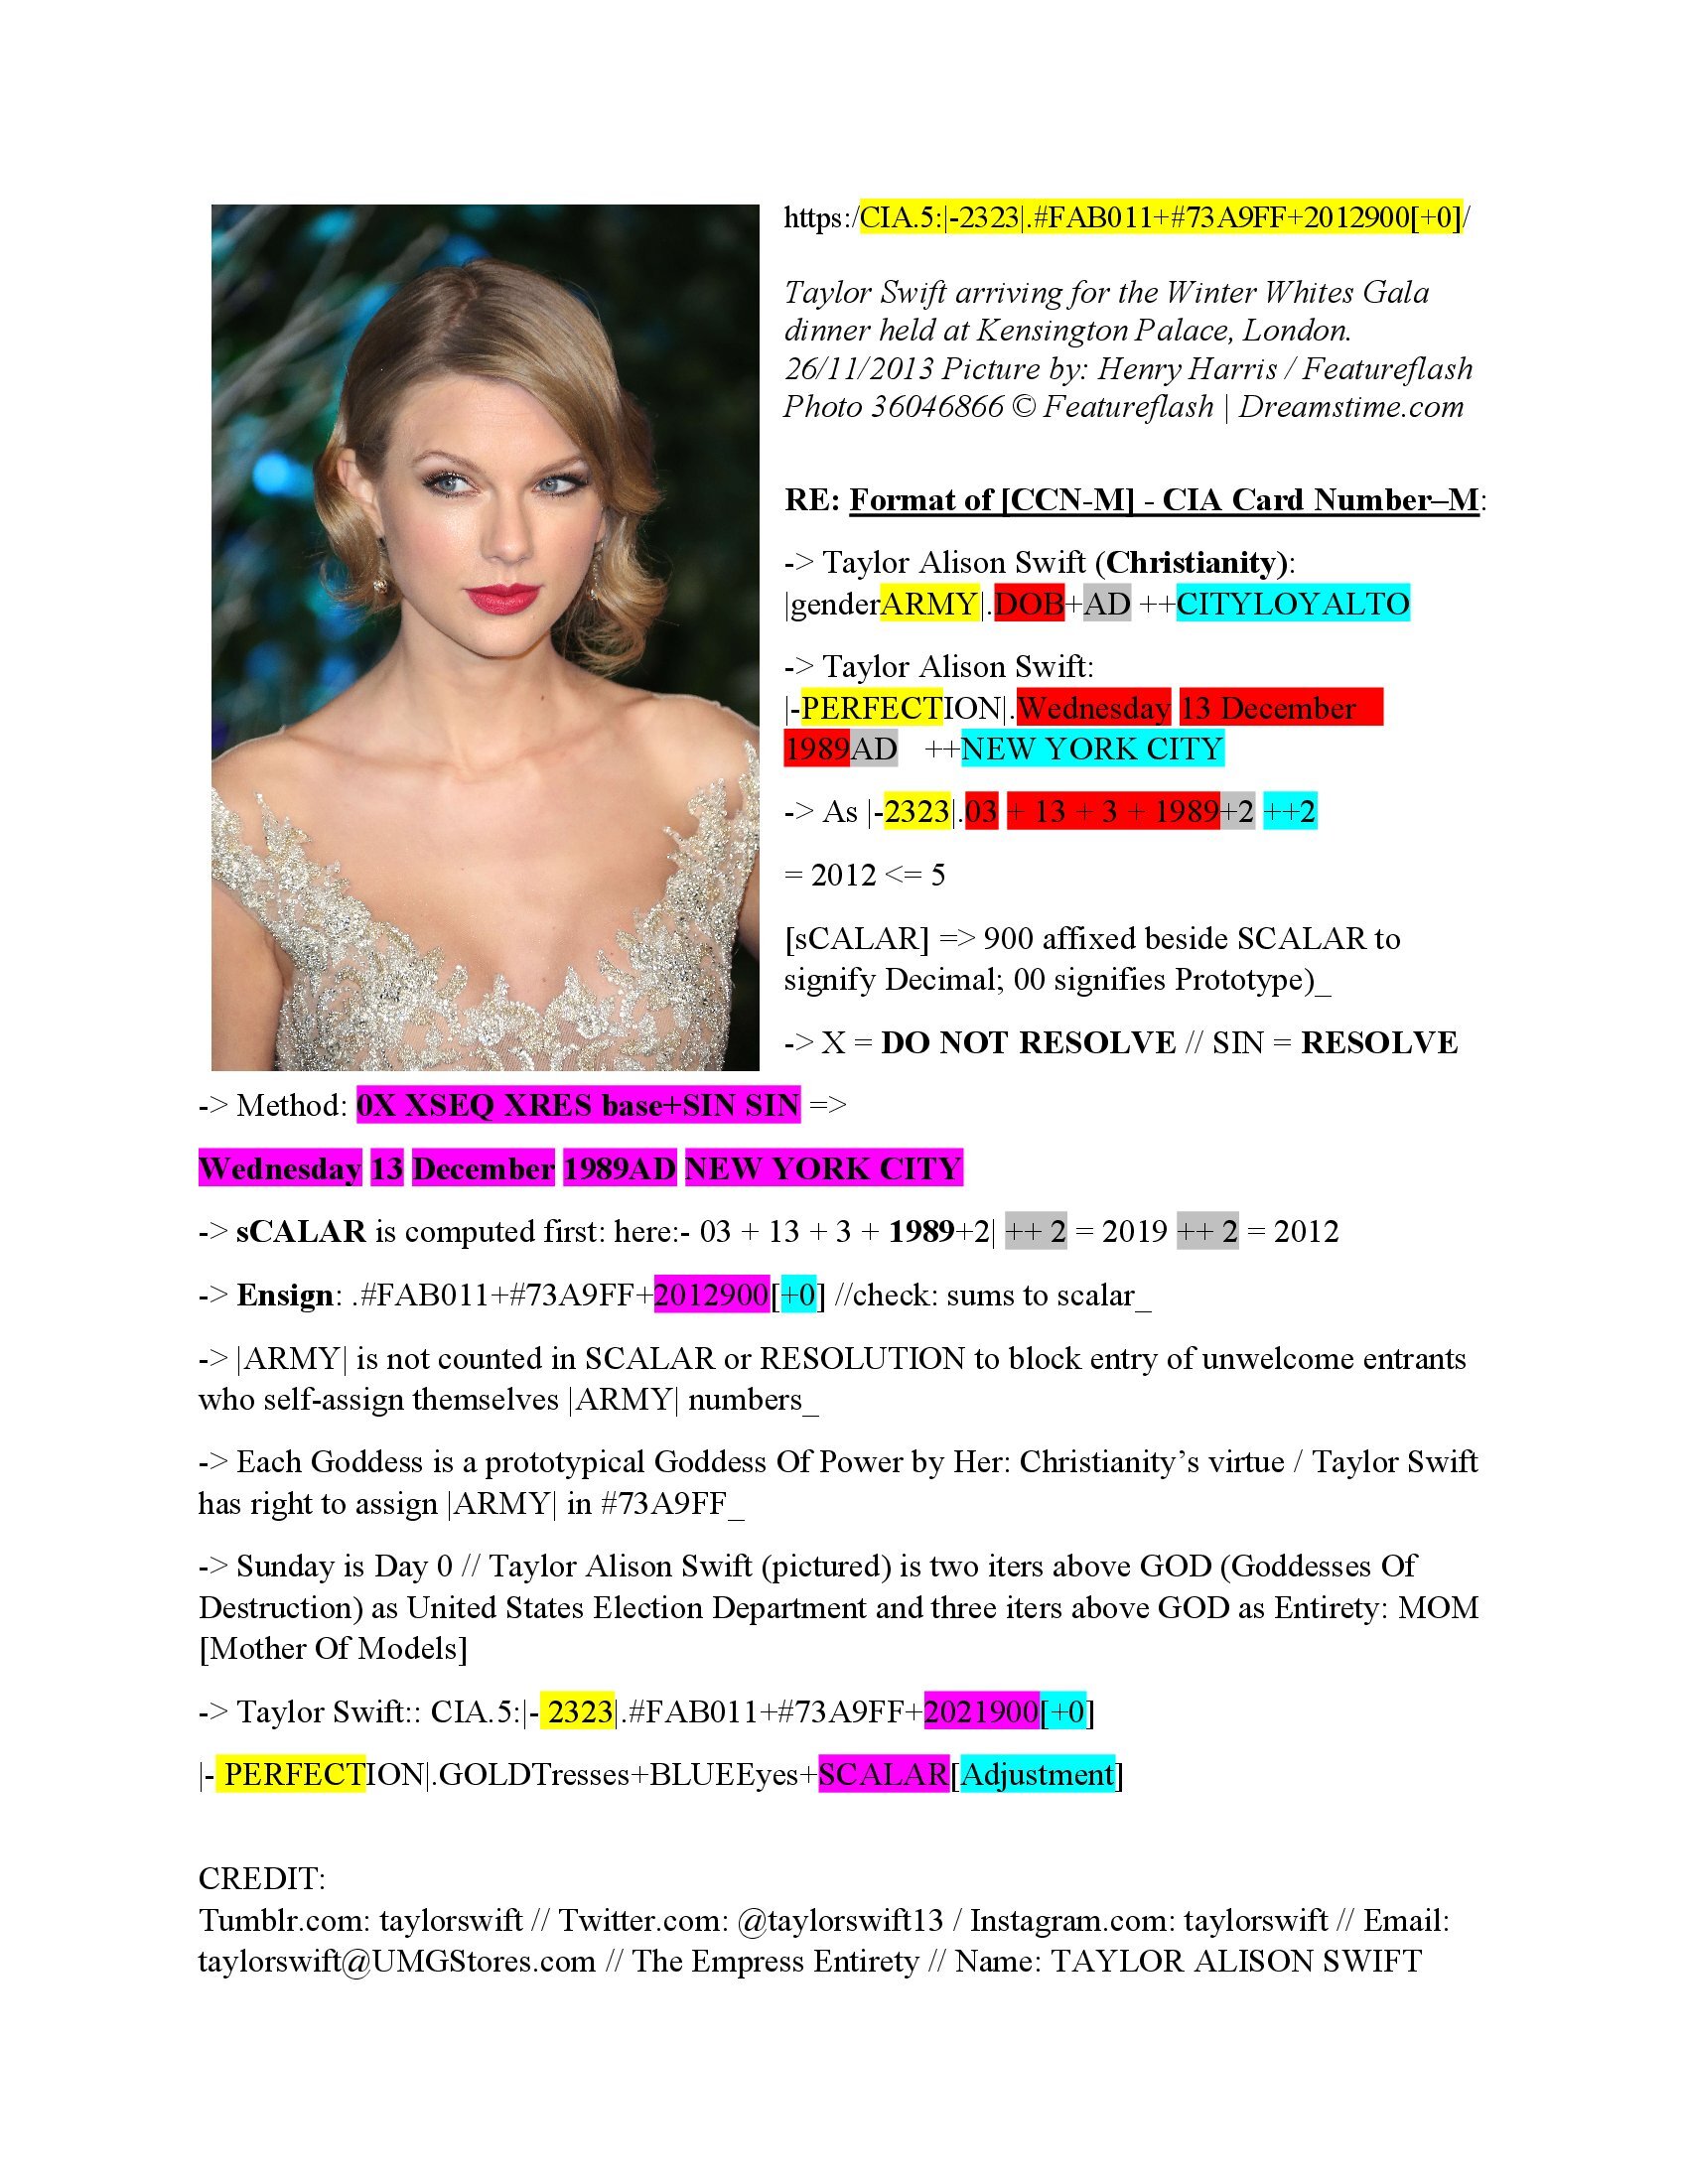 https:/CIA.5:|-2323|.#FAB011+#73A9FF+2012900[+0]/
Taylor Swift arriving for the Winter Whites Gala
dinner held at Kensington Palace, London.
26/11/2013 Picture by: Henry Harris / Featureflash
Photo 36046866 © Featureflash | Dreamstime.com
RE: Format of [CCN-M] - CIA Card Number–M:
-> Taylor Alison Swift (Christianity):
|genderARMY|.DOB+AD ++CITYLOYALTO
-> Taylor Alison Swift:
|-PERFECTION|.Wednesday 13 December
1989AD ++NEW YORK CITY
-> As |-2323|.03 + 13 + 3 + 1989+2 ++2
= 2012 <= 5
[sCALAR] => 900 affixed beside SCALAR to
signify Decimal; 00 signifies Prototype)_
-> X = DO NOT RESOLVE // SIN = RESOLVE
-> Method: 0X XSEQ XRES base+SIN SIN =>
Wednesday 13 December 1989AD NEW YORK CITY
-> sCALAR is computed first: here:- 03 + 13 + 3 + 1989+2| ++ 2 = 2019 ++ 2 = 2012
-> Ensign: .#FAB011+#73A9FF+2012900[+0] //check: sums to scalar_
-> |ARMY| is not counted in SCALAR or RESOLUTION to block entry of unwelcome entrants
who self-assign themselves |ARMY| numbers_
-> Each Goddess is a prototypical Goddess Of Power by Her: Christianity’s virtue / Taylor Swift
has right to assign |ARMY| in #73A9FF_
-> Sunday is Day 0 // Taylor Alison Swift (pictured) is two iters above GOD (Goddesses Of
Destruction) as United States Election Department and three iters above GOD as Entirety: MOM
[Mother Of Models]
-> Taylor Swift:: CIA.5:|- 2323|.#FAB011+#73A9FF+2021900[+0]
|- PERFECTION|.GOLDTresses+BLUEEyes+SCALAR[Adjustment]
CREDIT:
Tumblr.com: taylorswift // Twitter.com: @taylorswift13 / Instagram.com: taylorswift // Email:
taylorswift@UMGStores.com // The Empress Entirety // Name: TAYLOR ALISON SWIFT